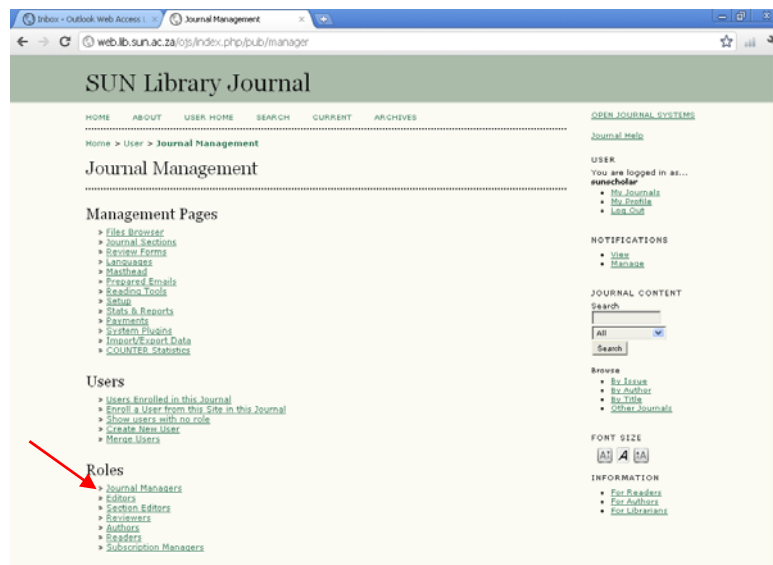 Inbox - Outlook Web Access L
Journal Management
web.lib.sun.ac.za/ojs/index.php/pub/manager
SUN Library Journal
HOME ABOUT USER HOME SEARCH CURRENT ARCHIVES
Home > User > Journal Management
Journal Management
Management Pages
» Files Browser
» Journal Sections
» Review Forms
» Languages
» Masthead
» Prepared Emails
» Reading Tools
» Setup
» Stats & Reports
» Payments
» System Plugins
» Import/Export Data
» COUNTER Statistics
Users
» Users Enrolled in this Journal
» Enroll a User from this Site in this Journal
» Show users with no role
» Create New User
» Merge Users
Roles
» Journal Managers
» Editors
» Section Editors
» Reviewers
» Authors
» Readers
» Subscription Managers
OPEN JOURNAL SYSTEMS
Journal Help
USER
You are logged in as...
sunscholar
• My Journals
• My Profile
• Log Out
NOTIFICATIONS
• View
• Manage
JOURNAL CONTENT
Search
All
Search
Browse
• By Issue
• By Author
• By Title
• Other Journals
FONT SIZE
A A A
INFORMATION
• For Readers
• For Authors
• For Librarians